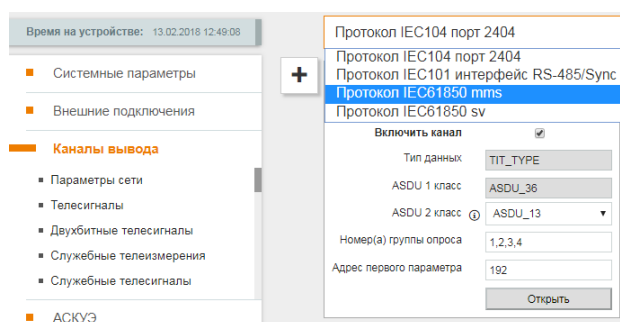 Время на устройстве: 13.02.2018 12:49:08
Системные параметры
Внешние подключения
Каналы вывода
Параметры сети
Телесигналы
Двухбитные телесигналы
Служебные телеизмерения
Служебные телесигналы
АСКУЭ
+
Протокол IEC104 порт 2404
Протокол IEC104 порт 2404
Протокол IEC101 интерфейс RS-485/Sync
Протокол IEC61850 mms
Протокол IEC61850 sv
Включить канал
Тип данных TIT_TYPE
ASDU 1 класс ASDU_36
ASDU 2 класс ASDU_13
Номер(а) группы опроса 1,2,3,4
Адрес первого параметра 192
Открыть